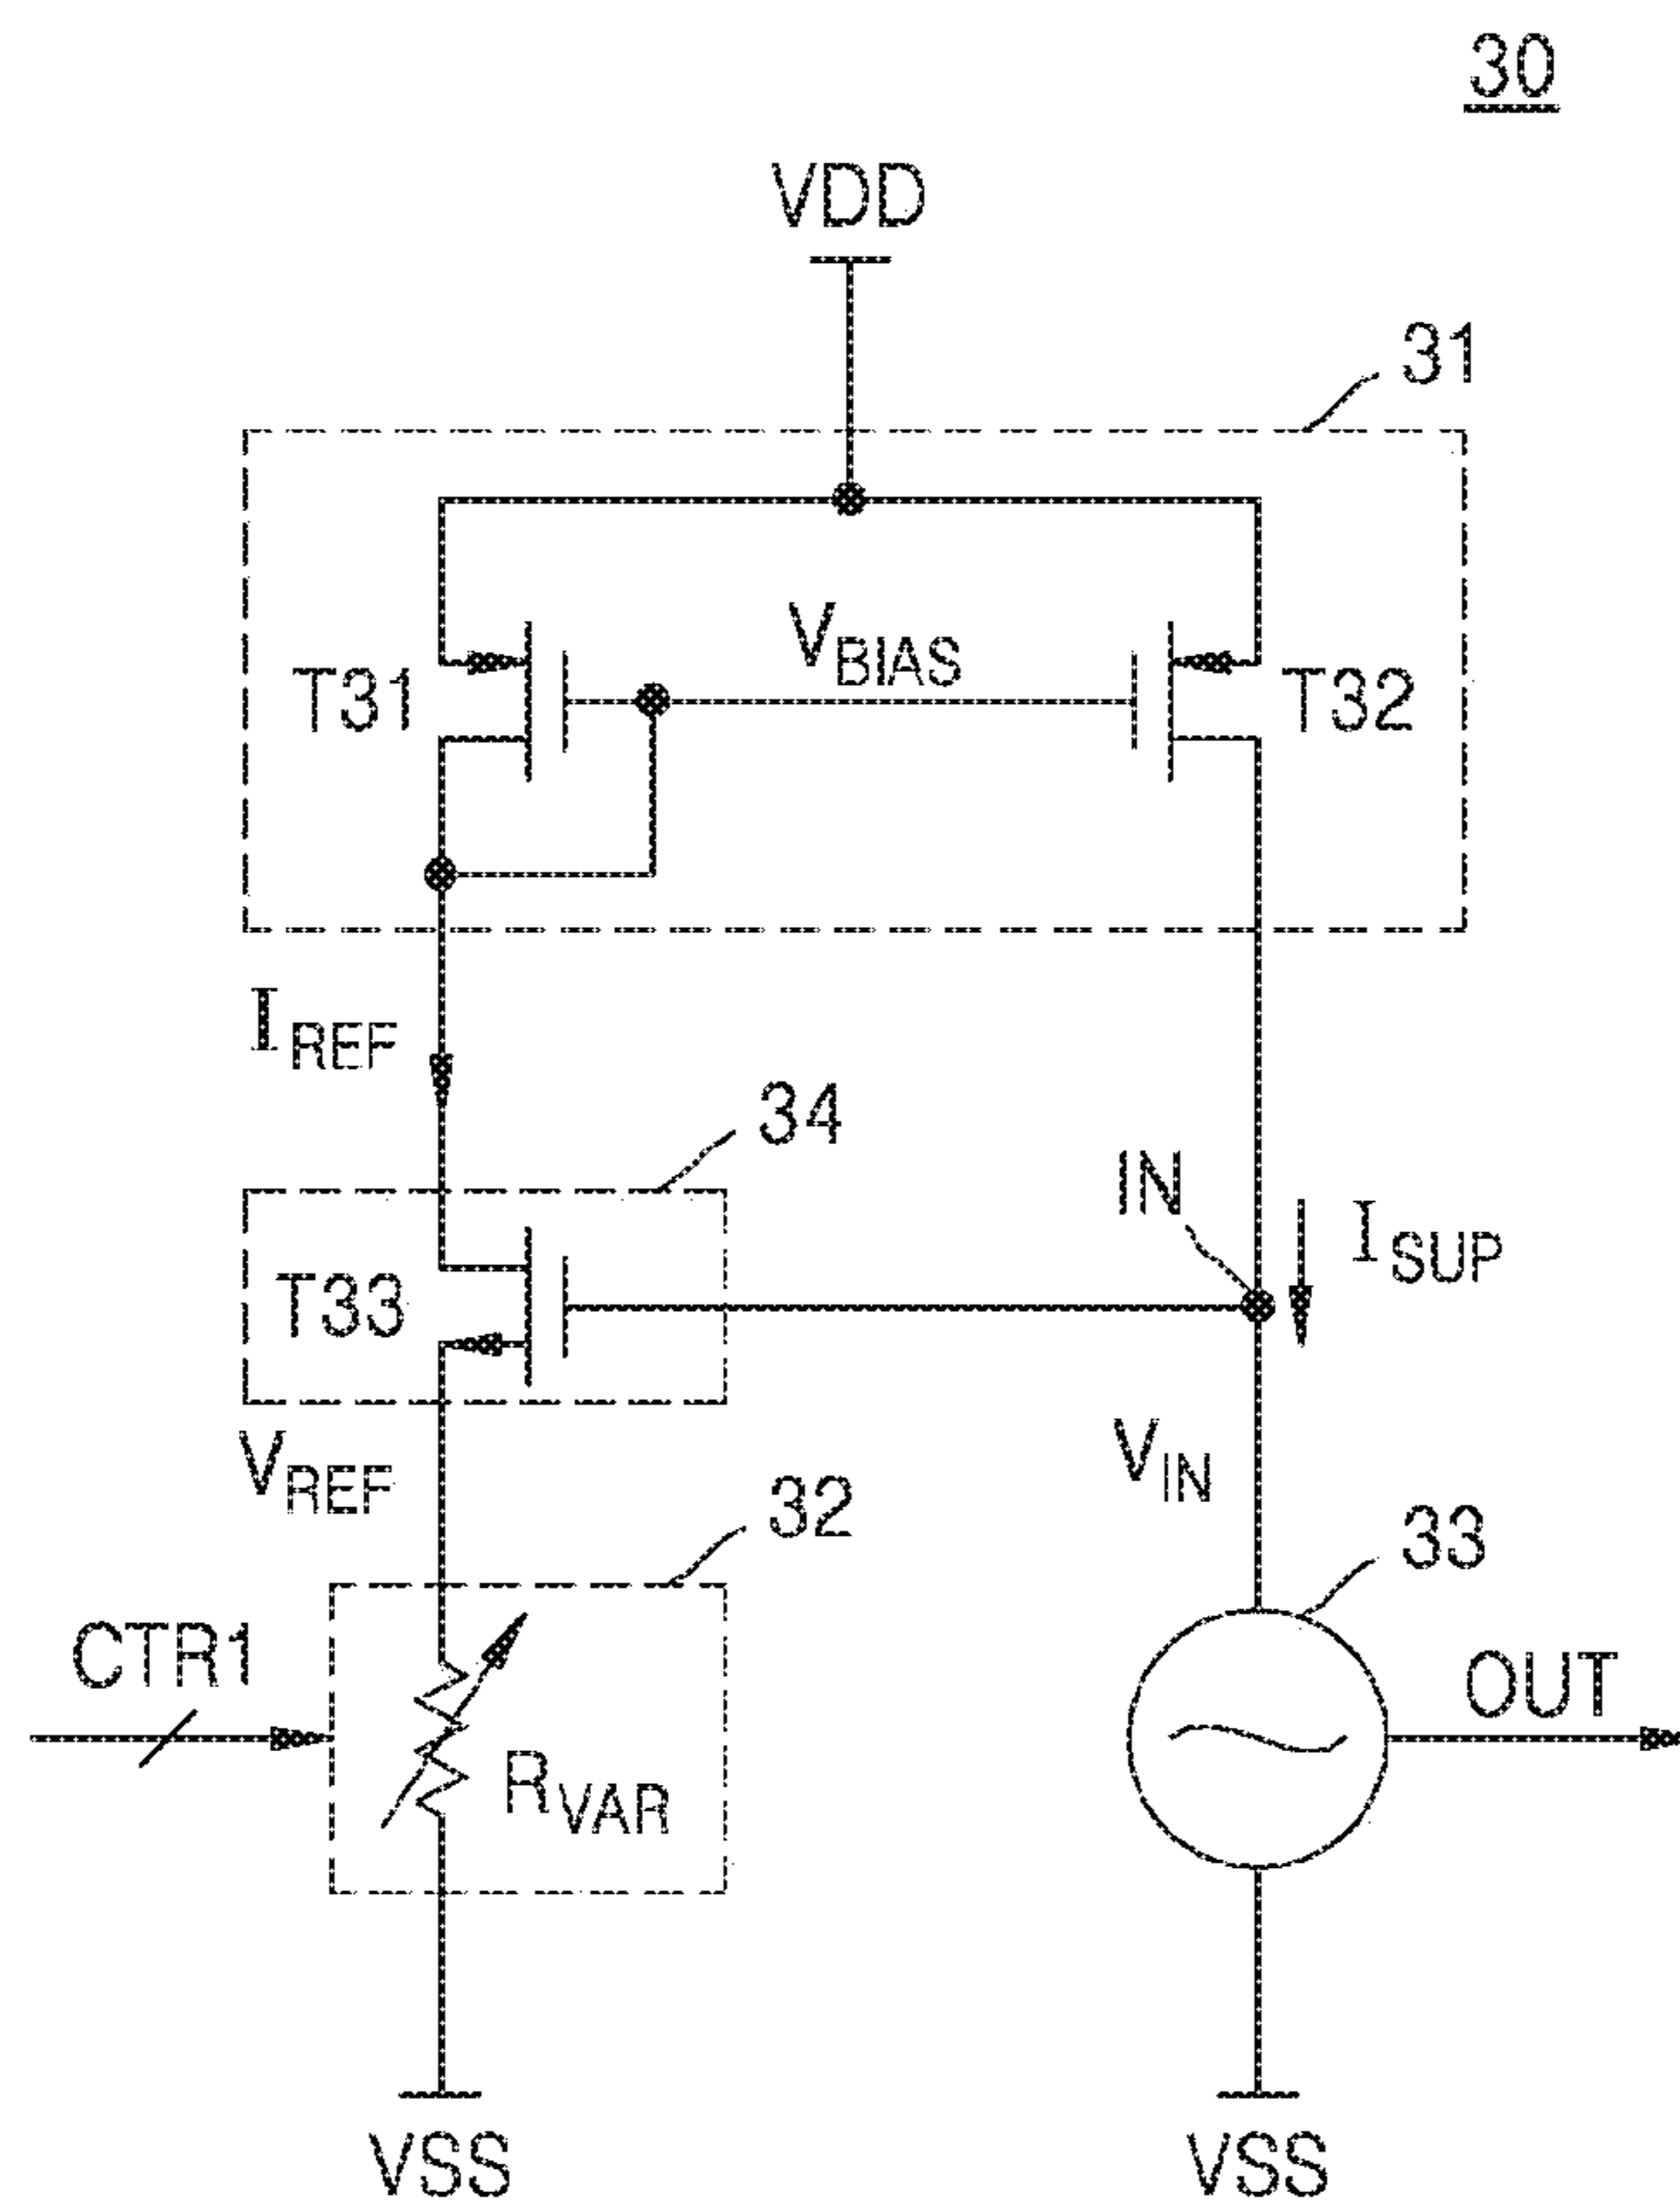 30
VDD
31
T31
VBIAS
T32
IREF
34
IN
ISUP
T33
VREF
VIN
32
33
CTR1
OUT
RVAR
VSS
VSS